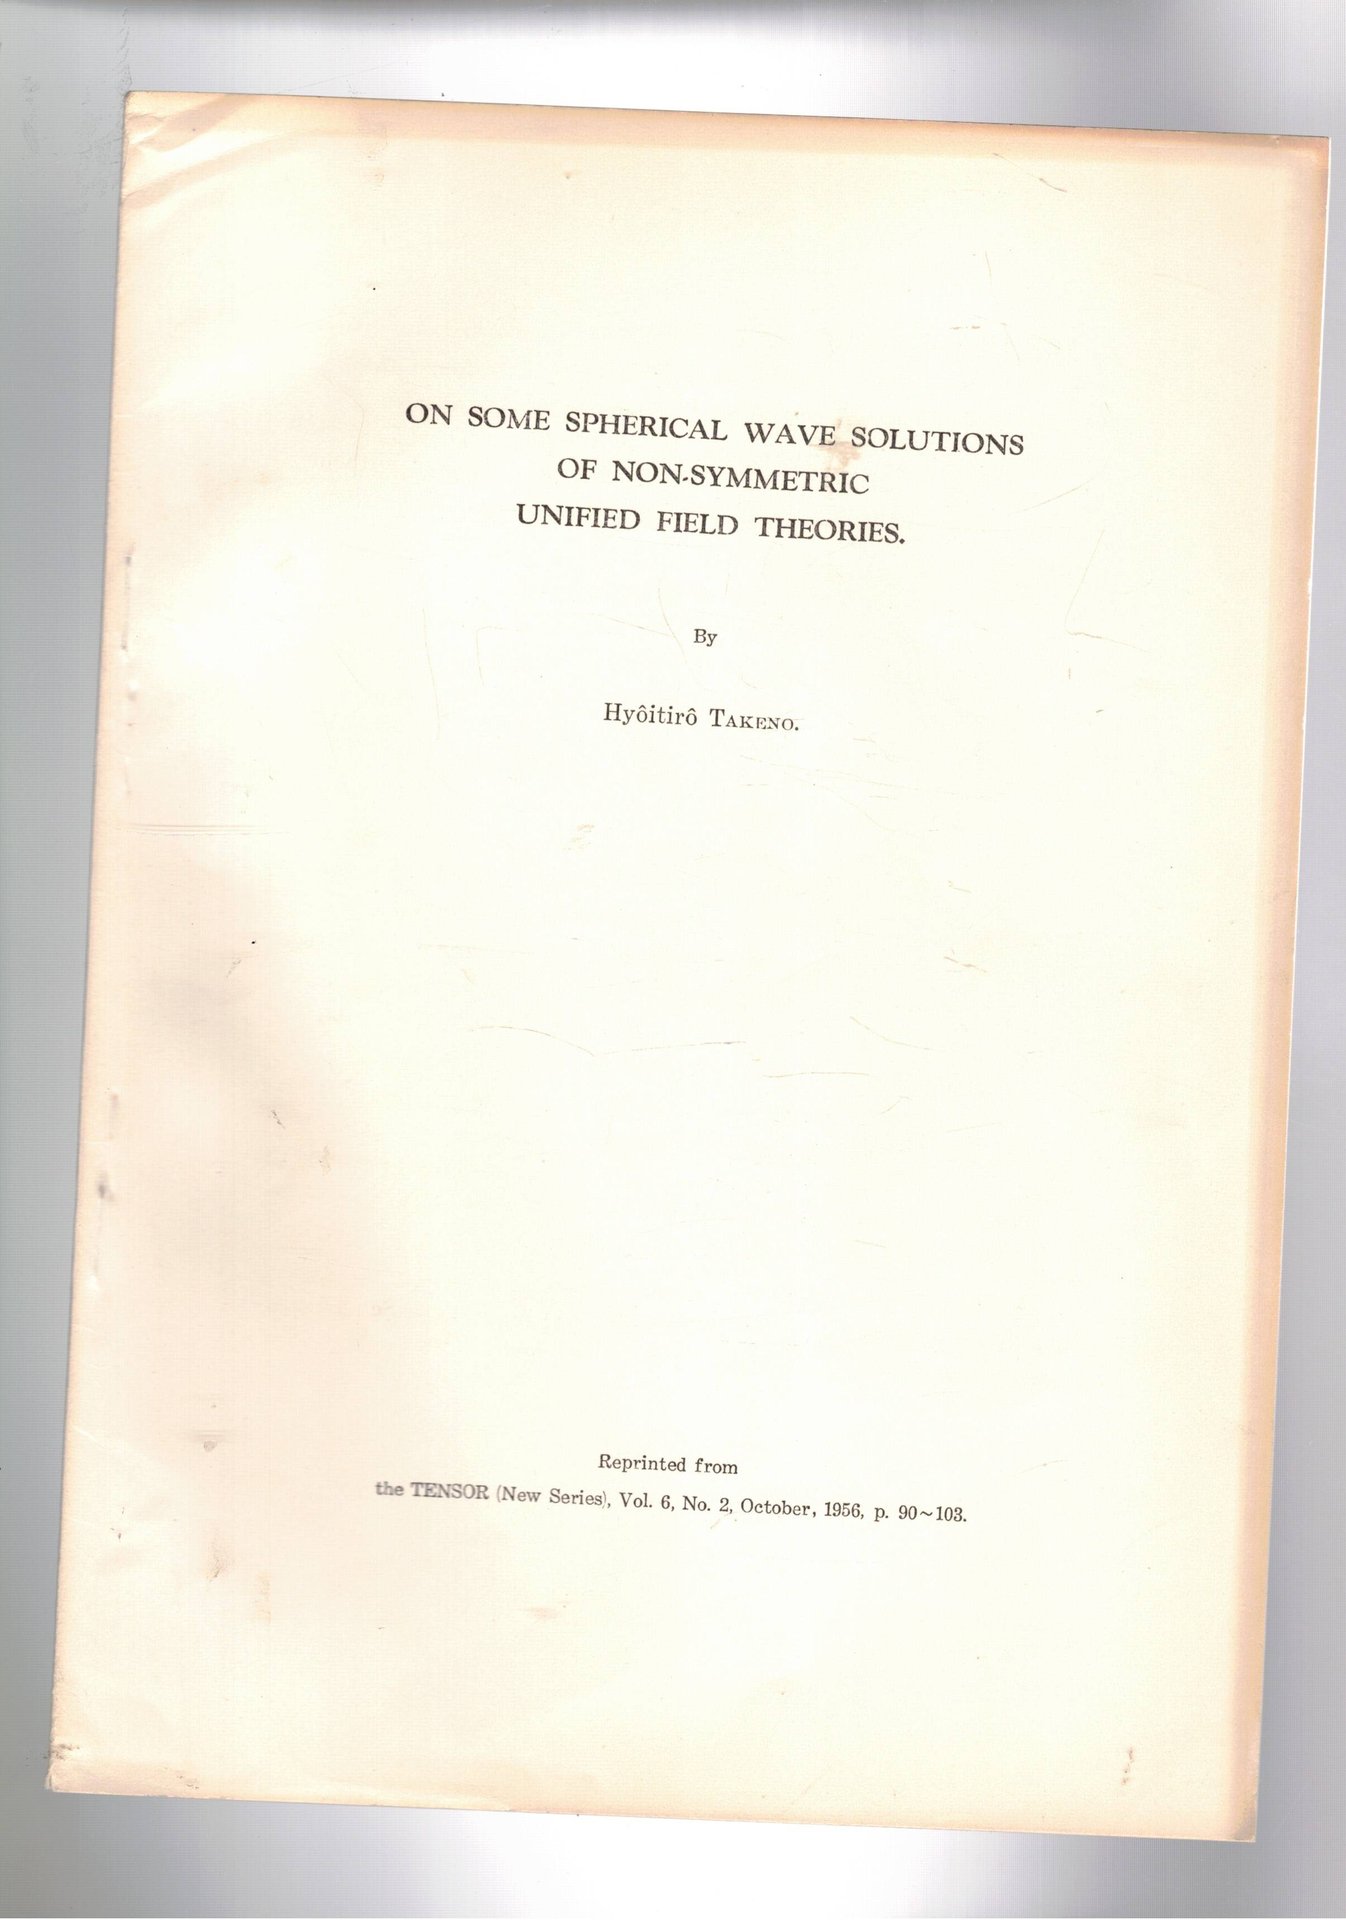 ON SOME SPHERICAL WAVE SOLUTIONS
OF NON-SYMMETRIC
UNIFIED FIELD THEORIES.
By
Hyôitirô TAKENO.
Reprinted from
the TENSOR (New Series), Vol. 6, No. 2, October, 1956, p. 90~103.